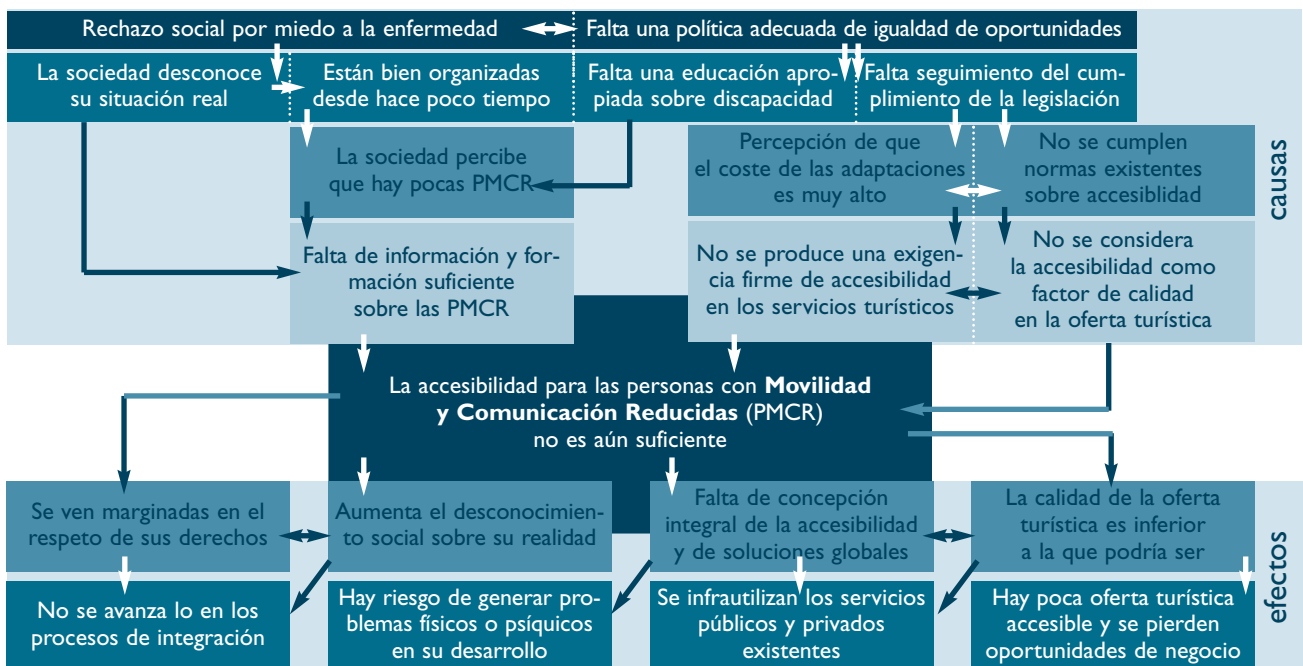 Rechazo social por miedo a la enfermedad
Falta una política adecuada de igualdad de oportunidades
La sociedad desconoce
su situación real
Están bien organizadas
desde hace poco tiempo
Falta una educación apro-
piada sobre discapacidad
Falta seguimiento del cum-
plimiento de la legislación
La sociedad percibe
que hay pocas PMCR
Percepción de que
el coste de las adaptaciones
es muy alto
No se cumplen
normas existentes
sobre accesiblidad
Falta de información y for-
mación suficiente
sobre las PMCR
No se produce una exigen-
cia firme de accesibilidad
en los servicios turísticos
No se considera
la accesibilidad como
factor de calidad
en la oferta turística
causas
La accesibilidad para las personas con Movilidad
y Comunicación Reducidas (PMCR)
no es aún suficiente
Se ven marginadas en el
respeto de sus derechos
Aumenta el desconocimien-
to social sobre su realidad
Falta de concepción
integral de la accesibilidad
y de soluciones globales
La calidad de la oferta
turística es inferior
a la que podría ser
No se avanza lo en los
procesos de integración
Hay riesgo de generar pro-
blemas físicos o psíquicos
en su desarrollo
Se infrautilizan los servicios
públicos y privados
existentes
Hay poca oferta turística
accesible y se pierden
oportunidades de negocio
efectos